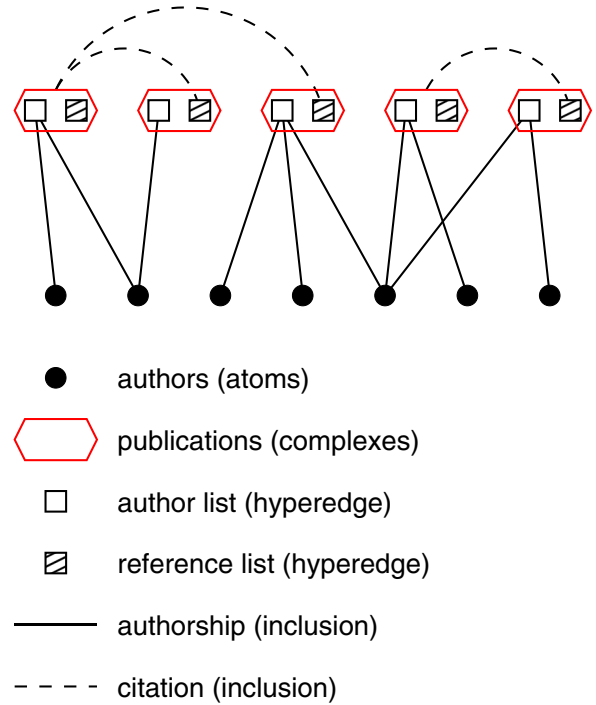 authors (atoms)
publications (complexes)
author list (hyperedge)
reference list (hyperedge)
authorship (inclusion)
citation (inclusion)